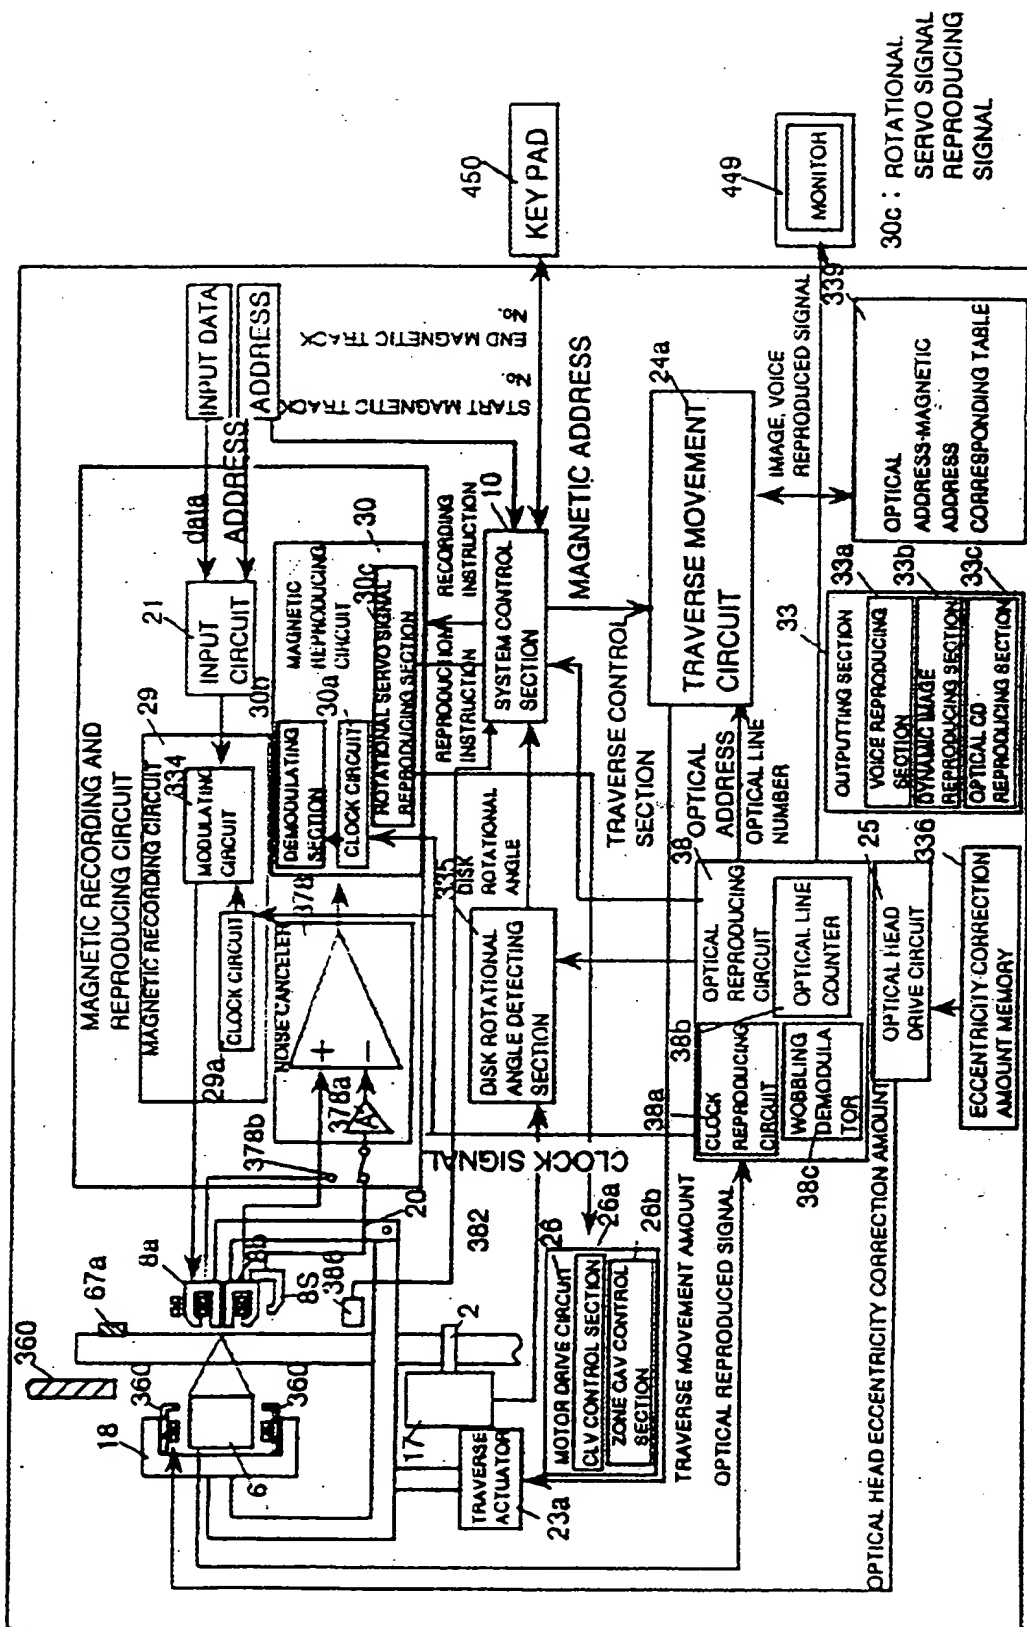 MAGNETIC RECORDING AND
REPRODUCING CIRCUIT
MAGNETIC RECORDING CIRCUIT
29
334
MODULATING
CIRCUIT
CLOCK CIRCUIT
29a
21
INPUT
CIRCUIT
data
ADDRESS
INPUT DATA
ADDRESS
30b
MAGNETIC
REPRODUCING
CIRCUIT
30
30a
30c
DEMODULATING
SECTION
CLOCK CIRCUIT
ROTATIONAL SERVO SIGNAL
REPRODUCING SECTION
NOISE CANCELER
378
+
−
378a
378b
START MAGNETIC TRACK
No.
END MAGNETIC TRACK
No.
KEY PAD
450
RECORDING
INSTRUCTION
REPRODUCTION
INSTRUCTION
10
SYSTEM CONTROL
SECTION
MAGNETIC ADDRESS
335
DISK
ROTATIONAL
ANGLE
DISK ROTATIONAL
ANGLE DETECTING
SECTION
CLOCK SIGNAL
360
67a
8a
8b
8S
20
386
382
18
360
360
6
2
17
TRAVERSE
ACTUATOR
23a
26
MOTOR DRIVE CIRCUIT
26a
CLV CONTROL SECTION
26b
ZONE CAV CONTROL
SECTION
TRAVERSE CONTROL
SECTION
24a
TRAVERSE MOVEMENT
CIRCUIT
TRAVERSE MOVEMENT AMOUNT
OPTICAL REPRODUCED SIGNAL
OPTICAL
ADDRESS
OPTICAL LINE
NUMBER
38
OPTICAL
REPRODUCING
CIRCUIT
OPTICAL LINE
COUNTER
38b
38a
CLOCK
REPRODUCING
CIRCUIT
WOBBLING
DEMODULA
TOR
38c
IMAGE, VOICE
REPRODUCED SIGNAL
449
MONITOR
339
OPTICAL
ADDRESS-MAGNETIC
ADDRESS
CORRESPONDING TABLE
33
33a
33b
33c
OUTPUTING SECTION
VOICE REPRODUCING
SECTION
DYNAMIC IMAGE
REPRODUCING SECTION
OPTICAL CD
REPRODUCING SECTION
25
OPTICAL HEAD
DRIVE CIRCUIT
336
ECCENTRICITY CORRECTION
AMOUNT MEMORY
OPTICAL HEAD ECCENTRICITY CORRECTION AMOUNT
30c : ROTATIONAL
SERVO SIGNAL
REPRODUCING
SIGNAL